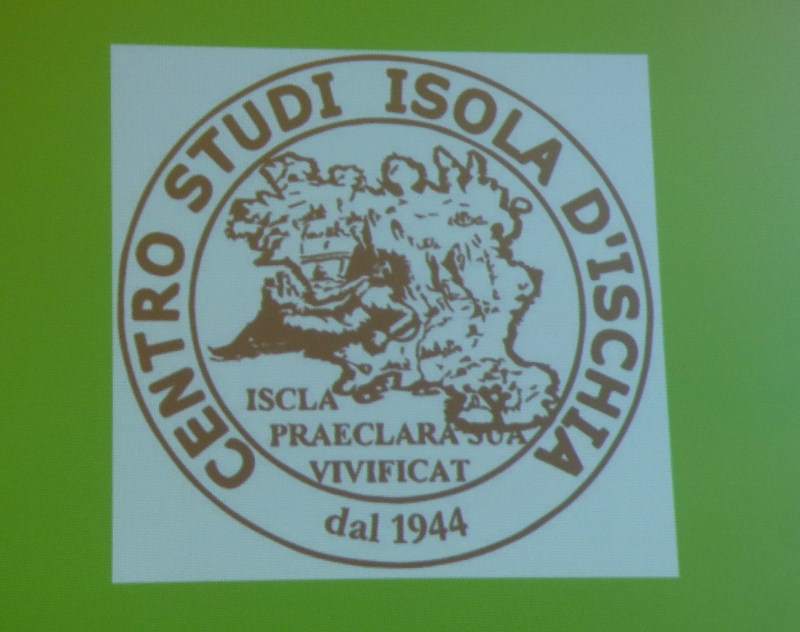 CENTRO STUDI ISOLA D'ISCHIA
ISCLA
PRAECLARA SUA
VIVIFICAT
dal 1944